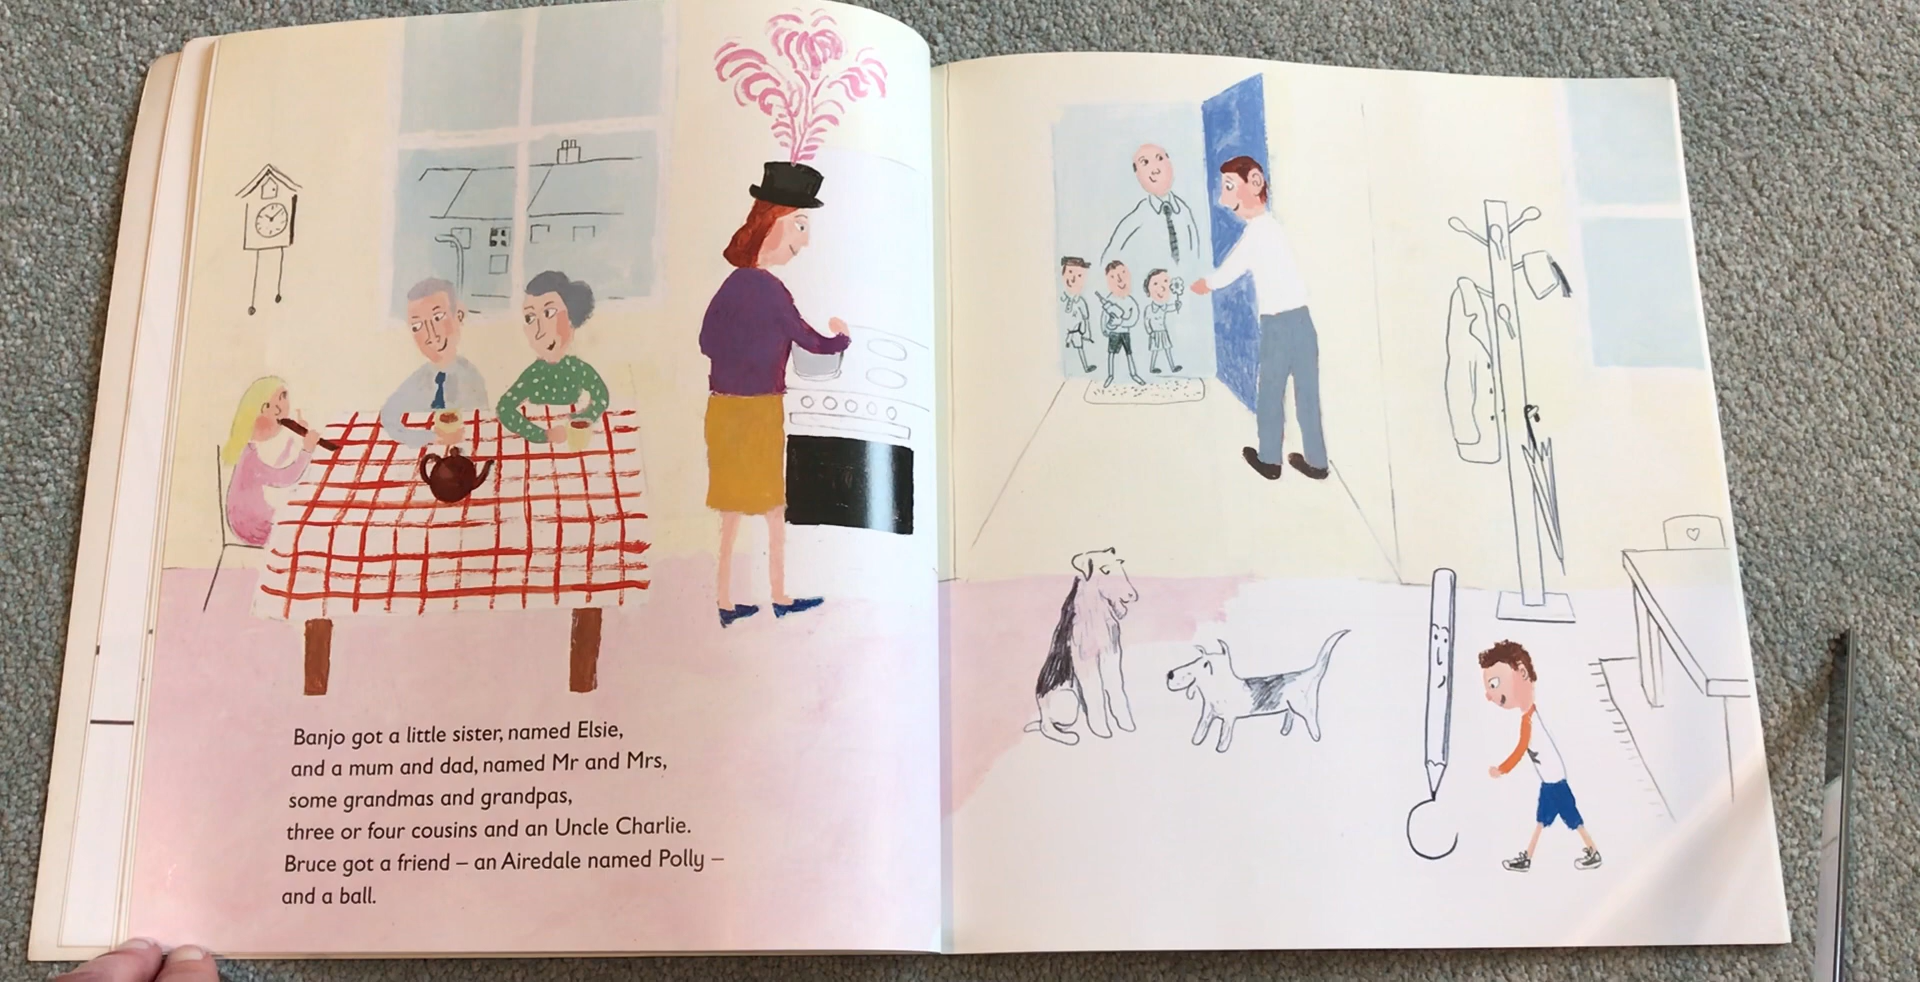 Banjo got a little sister, named Elsie,
and a mum and dad, named Mr and Mrs,
some grandmas and grandpas,
three or four cousins and an Uncle Charlie.
Bruce got a friend – an Airedale named Polly –
and a ball.